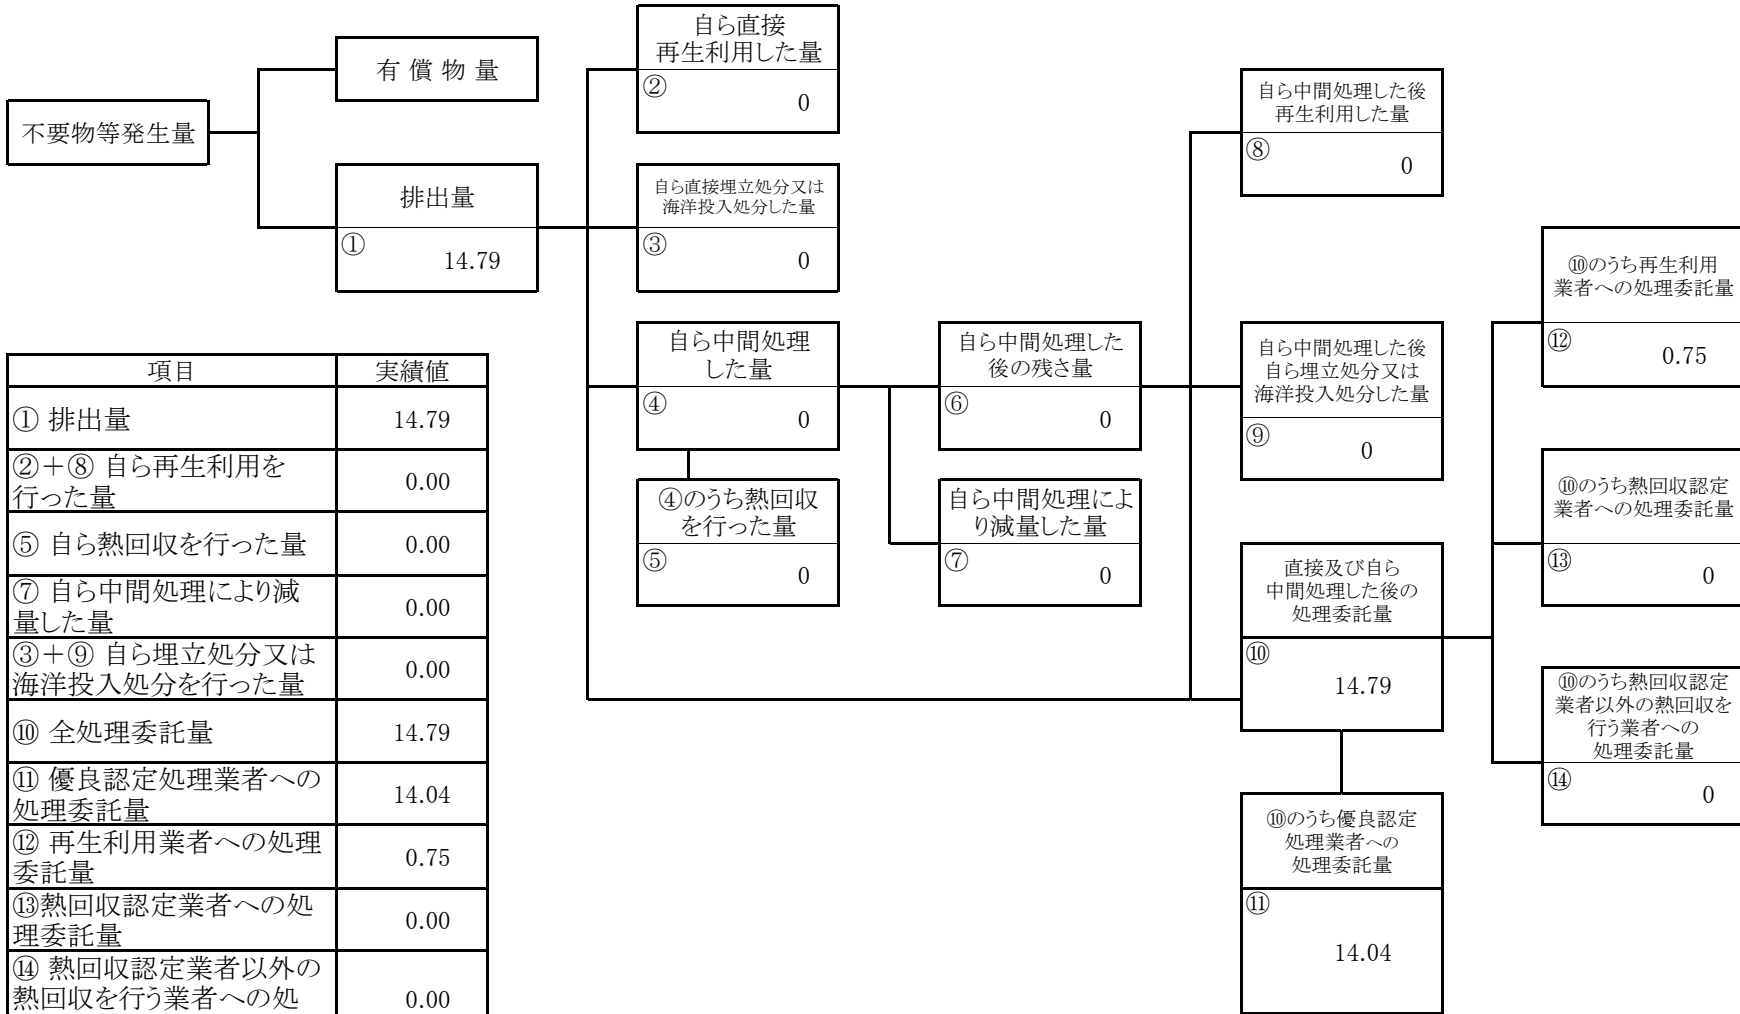 不要物等発生量
有 償 物 量
排出量
①
14.79
自ら直接
再生利用した量
②
0
自ら直接埋立処分又は
海洋投入処分した量
③
0
自ら中間処理
した量
④
0
④のうち熱回収
を行った量
⑤
0
自ら中間処理した
後の残さ量
⑥
0
自ら中間処理によ
り減量した量
⑦
0
自ら中間処理した後
再生利用した量
⑧
0
自ら中間処理した後
自ら埋立処分又は
海洋投入処分した量
⑨
0
直接及び自ら
中間処理した後の
処理委託量
⑩
14.79
⑩のうち優良認定
処理業者への
処理委託量
⑪
14.04
⑩のうち再生利用
業者への処理委託量
⑫
0.75
⑩のうち熱回収認定
業者への処理委託量
⑬
0
⑩のうち熱回収認定
業者以外の熱回収を
行う業者への
処理委託量
⑭
0
項目 実績値
① 排出量 14.79
②＋⑧ 自ら再生利用を
行った量 0.00
⑤ 自ら熱回収を行った量 0.00
⑦ 自ら中間処理により減
量した量 0.00
③＋⑨ 自ら埋立処分又は
海洋投入処分を行った量 0.00
⑩ 全処理委託量 14.79
⑪ 優良認定処理業者への
処理委託量 14.04
⑫ 再生利用業者への処理
委託量 0.75
⑬熱回収認定業者への処
理委託量 0.00
⑭ 熱回収認定業者以外の
熱回収を行う業者への処 0.00